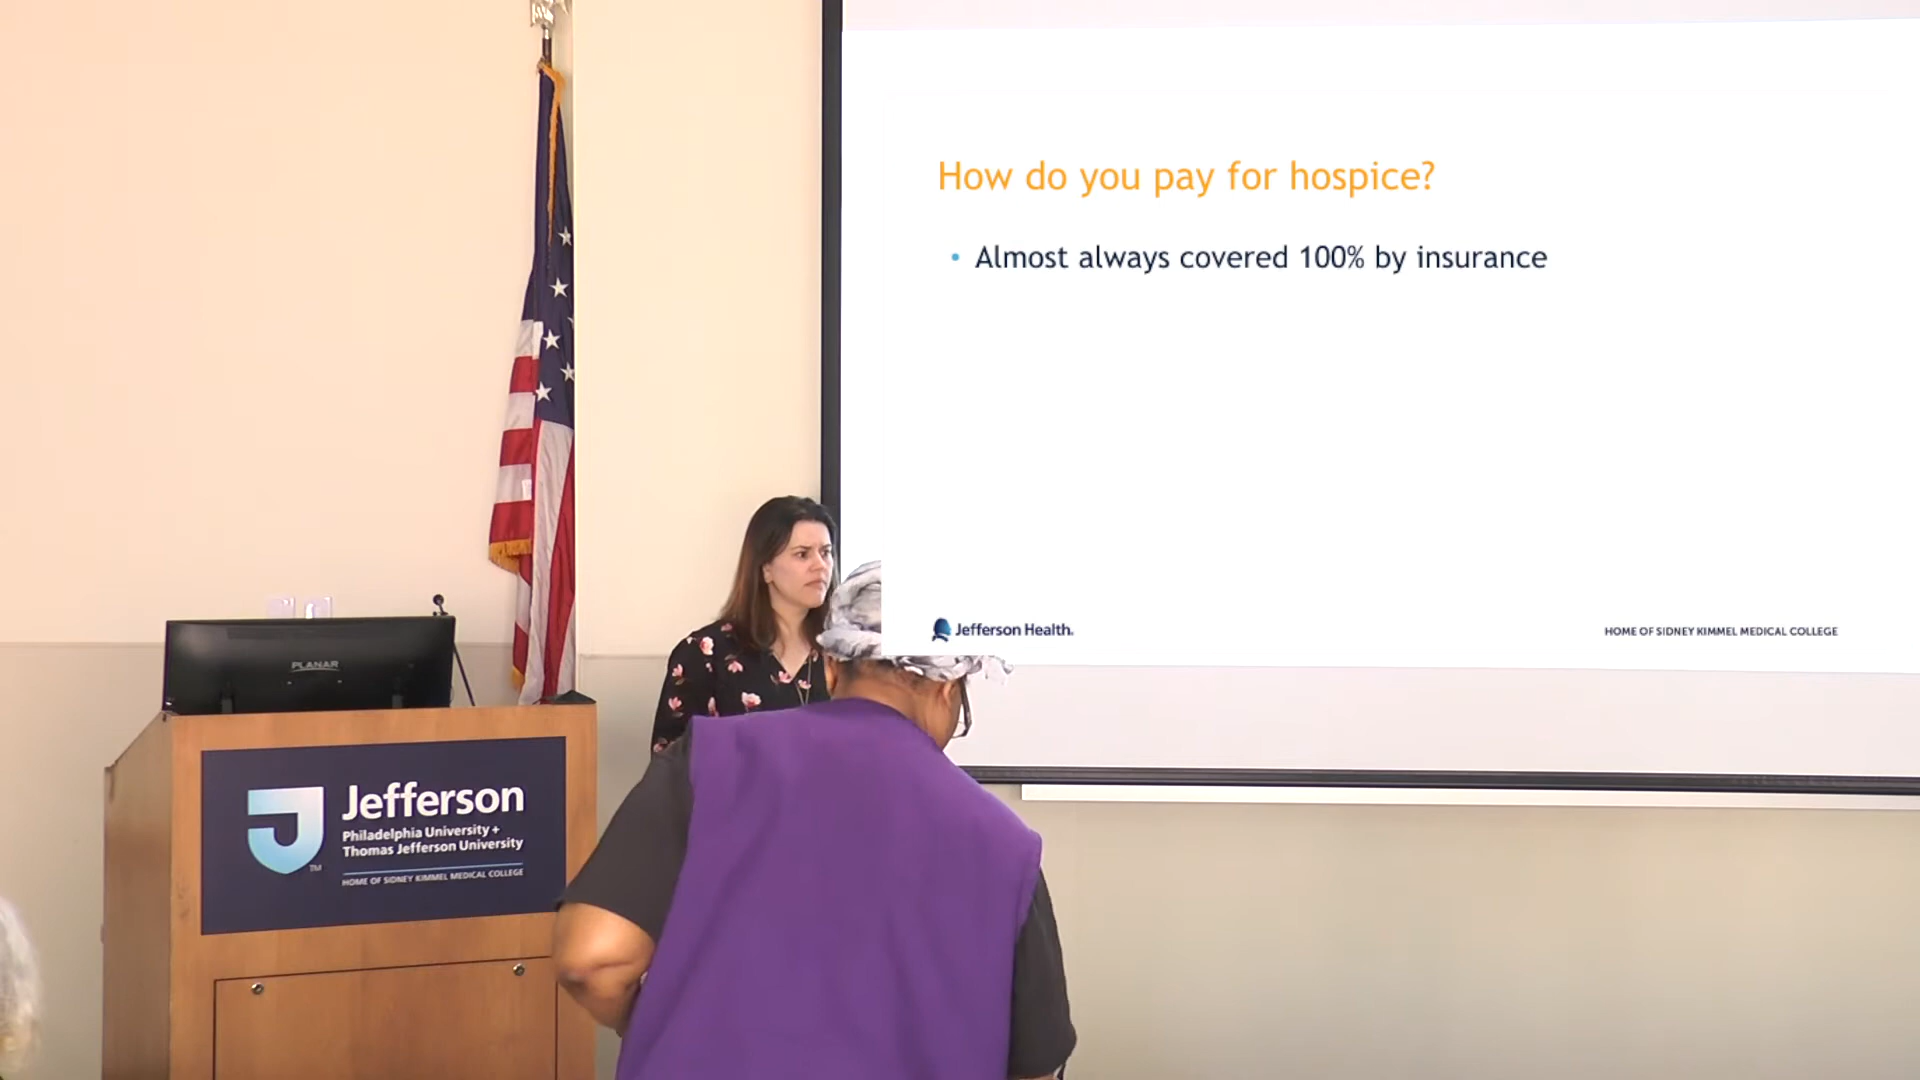 How do you pay for hospice?
• Almost always covered 100% by insurance
Jefferson Health.
HOME OF SIDNEY KIMMEL MEDICAL COLLEGE
PLANAR
Jefferson
Philadelphia University +
Thomas Jefferson University
HOME OF SIDNEY KIMMEL MEDICAL COLLEGE
TM